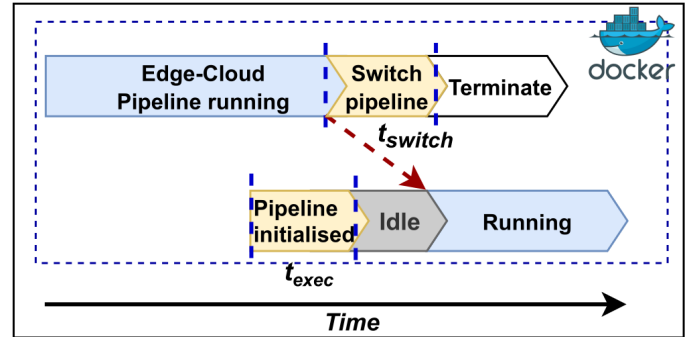 Edge-Cloud
Pipeline running
Switch
pipeline
Terminate
docker
t_switch
Pipeline
initialised
Idle
Running
t_exec
Time